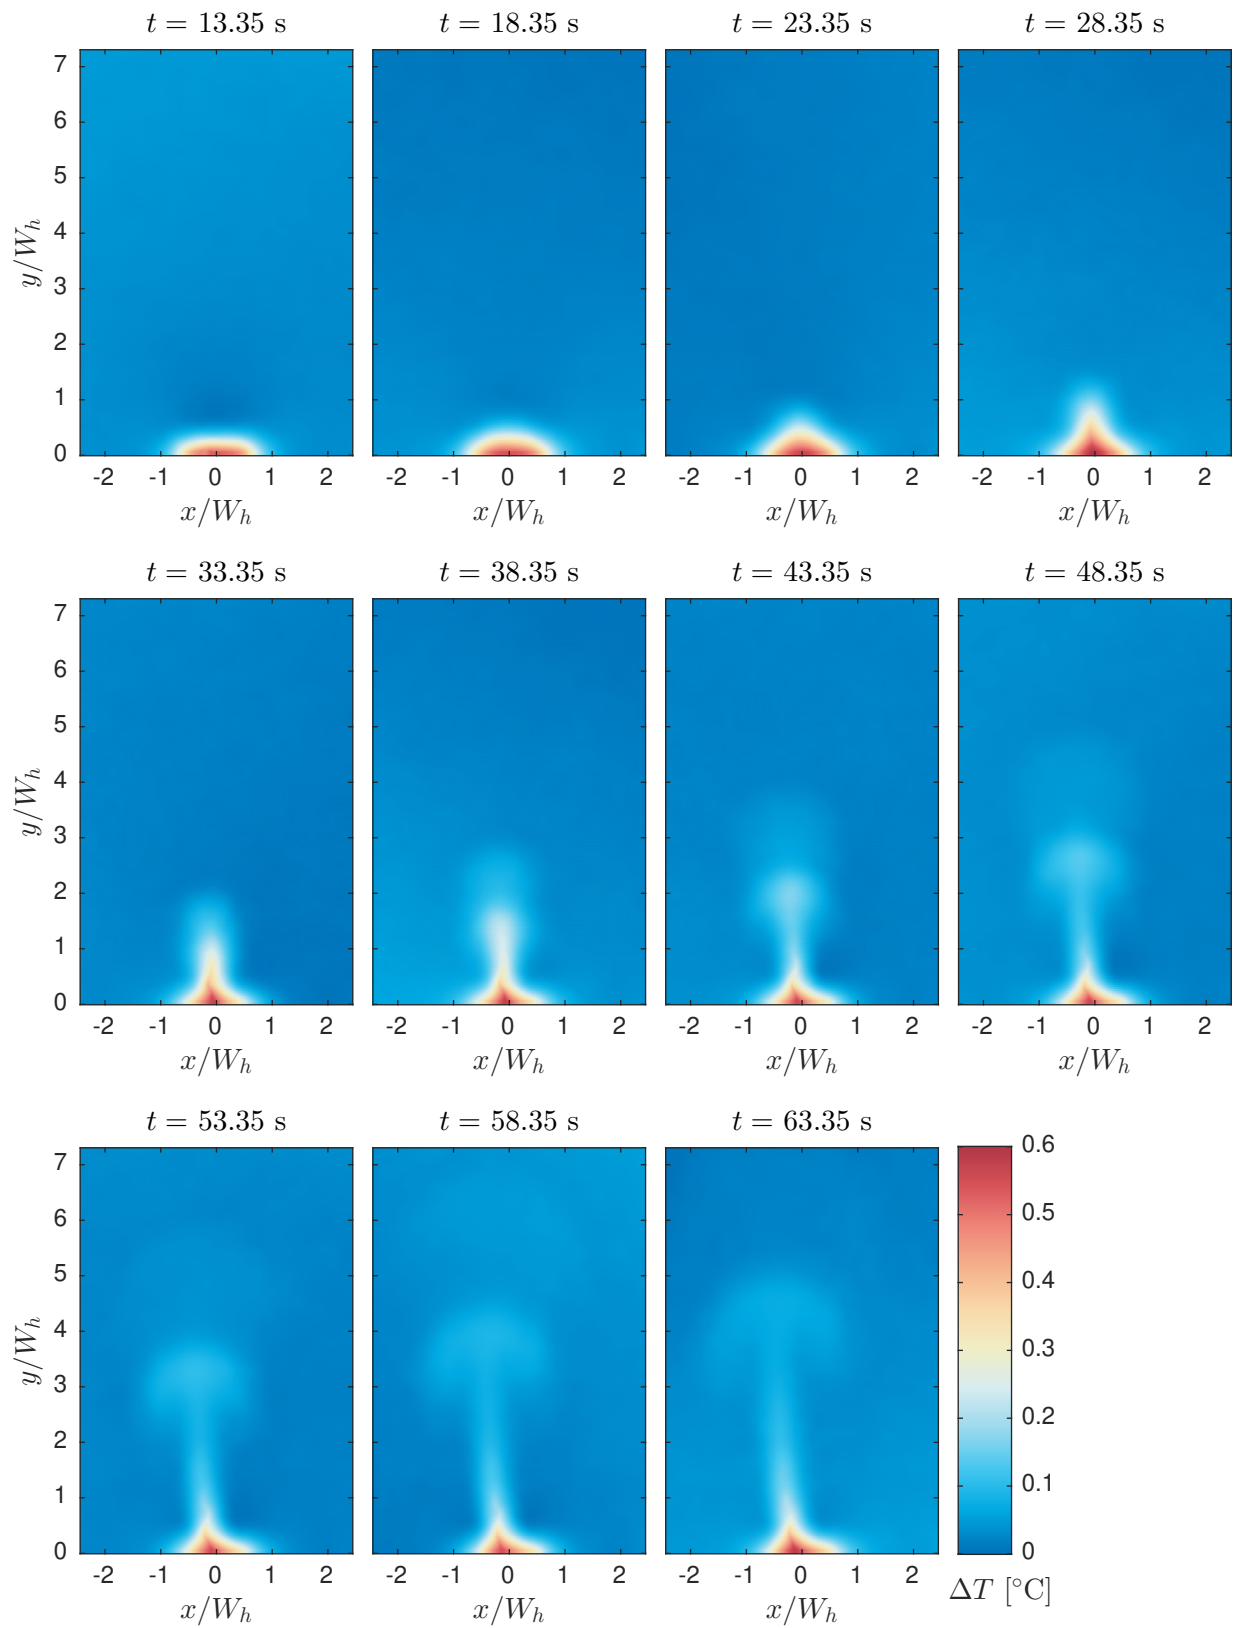 t = 13.35 s
t = 18.35 s
t = 23.35 s
t = 28.35 s
7
6
5
4
3
2
1
0
y/W_h
-2 -1 0 1 2
-2 -1 0 1 2
-2 -1 0 1 2
-2 -1 0 1 2
x/W_h
x/W_h
x/W_h
x/W_h
t = 33.35 s
t = 38.35 s
t = 43.35 s
t = 48.35 s
7
6
5
4
3
2
1
0
y/W_h
-2 -1 0 1 2
-2 -1 0 1 2
-2 -1 0 1 2
-2 -1 0 1 2
x/W_h
x/W_h
x/W_h
x/W_h
t = 53.35 s
t = 58.35 s
t = 63.35 s
7
6
5
4
3
2
1
0
y/W_h
-2 -1 0 1 2
-2 -1 0 1 2
-2 -1 0 1 2
x/W_h
x/W_h
x/W_h
0.6
0.5
0.4
0.3
0.2
0.1
0
ΔT [°C]